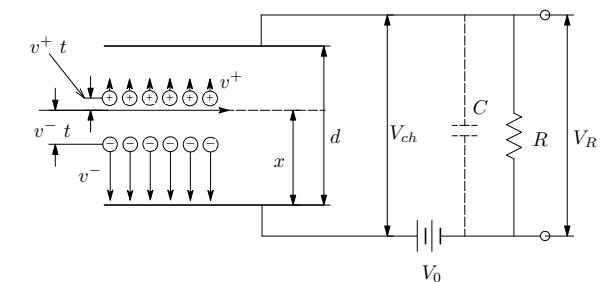 v⁺ t
v⁺
+ + + + + +
v⁻ t
− − − − − −
v⁻
x
d
V_ch
C
R
V_R
V_0